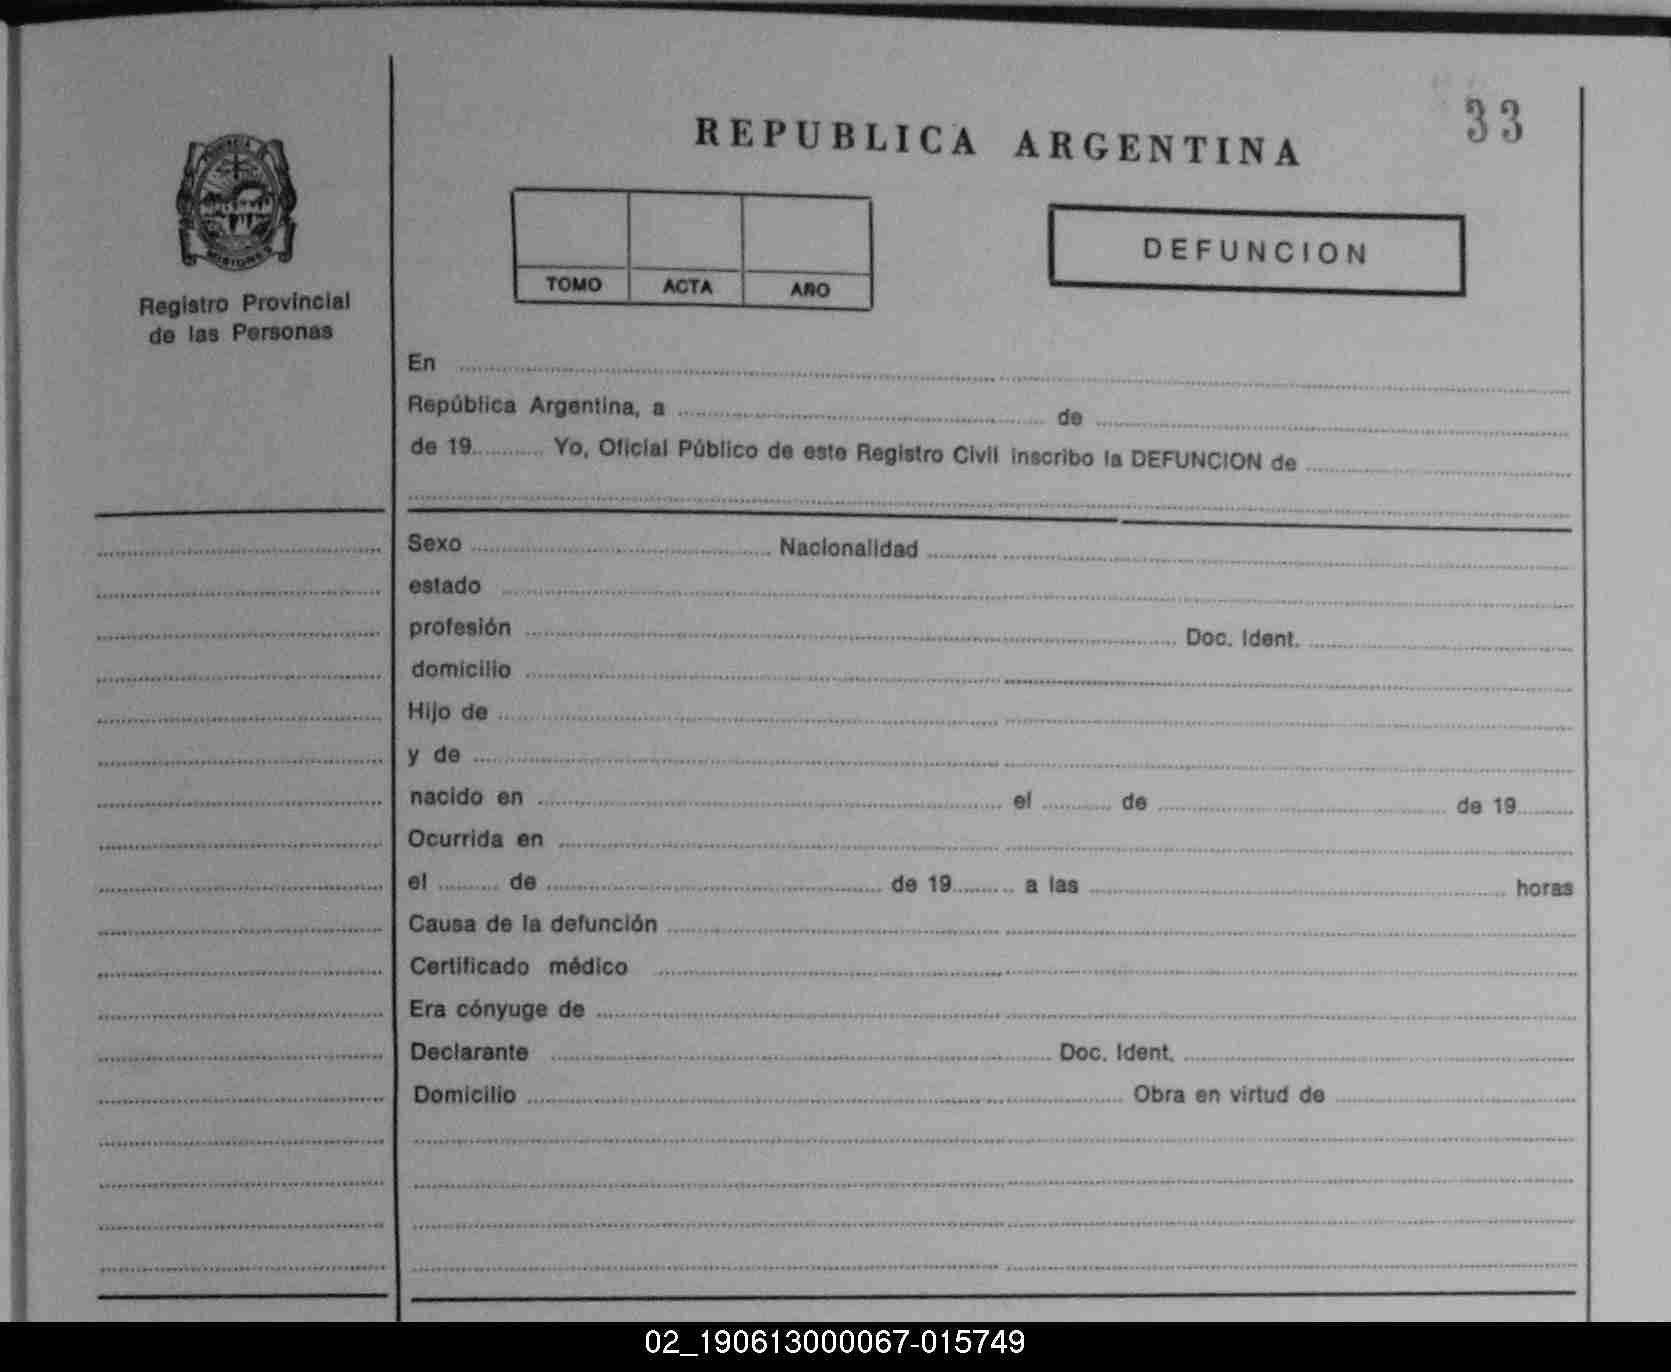 PROVINCIA
MISIONES
Registro Provincial
de las Personas
33
REPUBLICA ARGENTINA
TOMO ACTA AÑO
DEFUNCION
En
República Argentina, a de
de 19 Yo, Oficial Público de este Registro Civil inscribo la DEFUNCION de
Sexo Nacionalidad
estado
profesión Doc. Ident.
domicilio
Hijo de
y de
nacido en el de de 19
Ocurrida en
el de de 19 a las horas
Causa de la defunción
Certificado médico
Era cónyuge de
Declarante Doc. Ident.
Domicilio Obra en virtud de
02_190613000067-015749